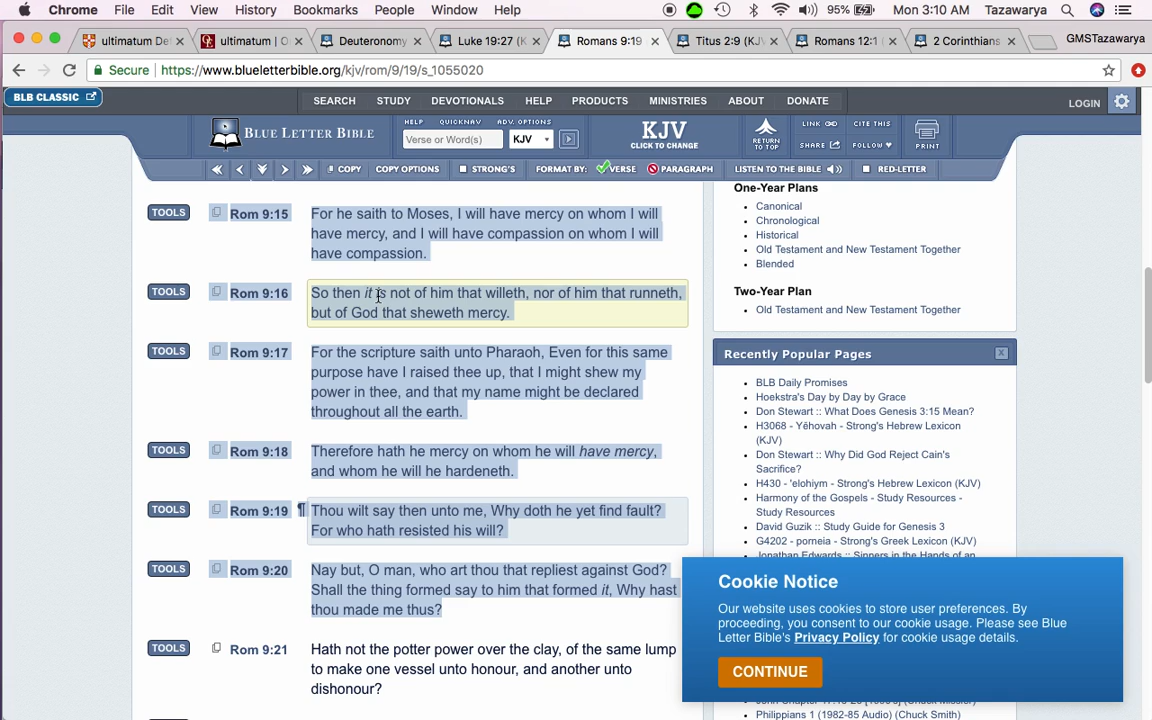 Chrome File Edit View History Bookmarks People Window Help 95% Mon 3:10 AM Tazawarya
ultimatum De ultimatum | O Deuteronomy Luke 19:27 (K Romans 9:19 Titus 2:9 (KJV Romans 12:1 ( 2 Corinthians GMSTazawarya
Secure | https://www.blueletterbible.org/kjv/rom/9/19/s_1055020
BLB CLASSIC
SEARCH STUDY DEVOTIONALS HELP PRODUCTS MINISTRIES ABOUT DONATE LOGIN
BLUE LETTER BIBLE
HELP QUICKNAV ADV. OPTIONS
Verse or Word(s) KJV
KJV
CLICK TO CHANGE
RETURN
TO TOP
LINK CITE THIS
SHARE FOLLOW
PRINT
COPY COPY OPTIONS STRONG'S FORMAT BY: VERSE PARAGRAPH LISTEN TO THE BIBLE RED-LETTER
TOOLS Rom 9:15 For he saith to Moses, I will have mercy on whom I will
have mercy, and I will have compassion on whom I will
have compassion.
TOOLS Rom 9:16 So then it is not of him that willeth, nor of him that runneth,
but of God that sheweth mercy.
TOOLS Rom 9:17 For the scripture saith unto Pharaoh, Even for this same
purpose have I raised thee up, that I might shew my
power in thee, and that my name might be declared
throughout all the earth.
TOOLS Rom 9:18 Therefore hath he mercy on whom he will have mercy,
and whom he will he hardeneth.
TOOLS Rom 9:19 ¶ Thou wilt say then unto me, Why doth he yet find fault?
For who hath resisted his will?
TOOLS Rom 9:20 Nay but, O man, who art thou that repliest against God?
Shall the thing formed say to him that formed it, Why hast
thou made me thus?
TOOLS Rom 9:21 Hath not the potter power over the clay, of the same lump
to make one vessel unto honour, and another unto
dishonour?
One-Year Plans
• Canonical
• Chronological
• Historical
• Old Testament and New Testament Together
• Blended
Two-Year Plan
• Old Testament and New Testament Together
Recently Popular Pages
• BLB Daily Promises
• Hoekstra's Day by Day by Grace
• Don Stewart :: What Does Genesis 3:15 Mean?
• H3068 - Yĕhovah - Strong's Hebrew Lexicon
(KJV)
• Don Stewart :: Why Did God Reject Cain's
Sacrifice?
• H430 - 'elohiym - Strong's Hebrew Lexicon (KJV)
• Harmony of the Gospels - Study Resources -
Study Resources
• David Guzik :: Study Guide for Genesis 3
• G4202 - porneia - Strong's Greek Lexicon (KJV)
• Jonathan Edwards :: Sinners in the Hands of an
Cookie Notice
Our website uses cookies to store user preferences. By
proceeding, you consent to our cookie usage. Please see Blue
Letter Bible's Privacy Policy for cookie usage details.
CONTINUE
• Philippians 1 (1982-85 Audio) (Chuck Smith)